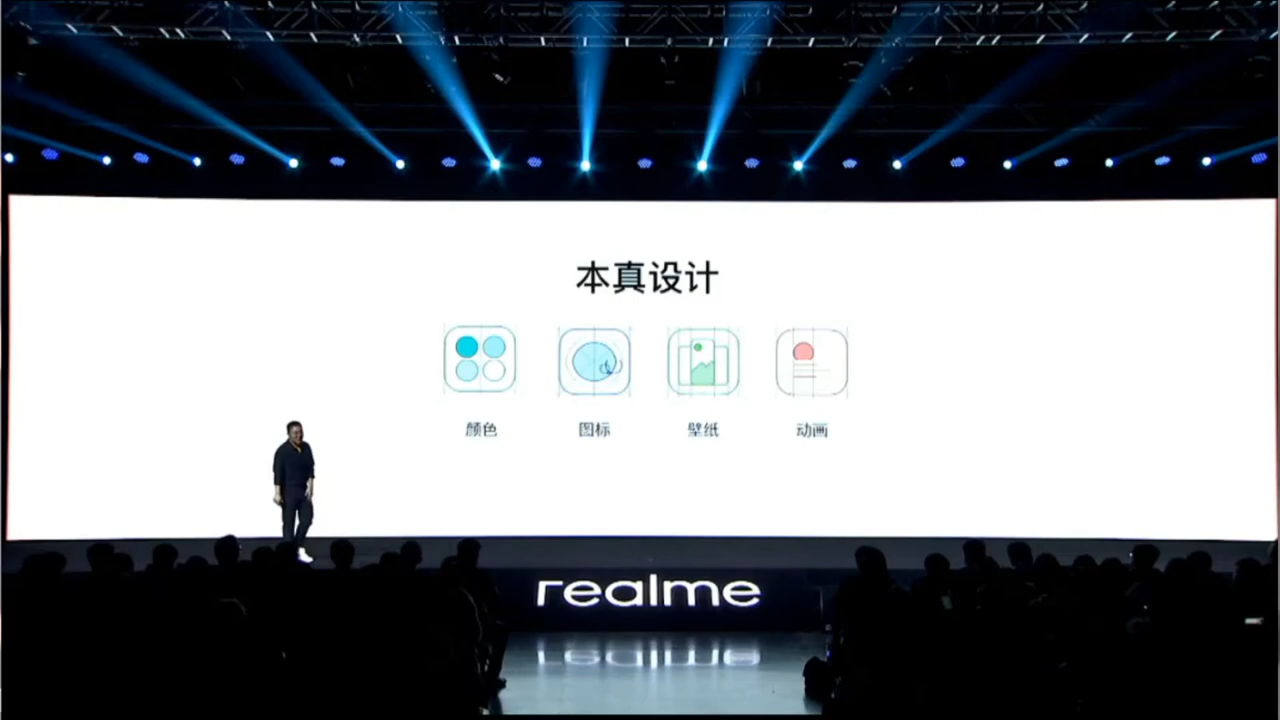 本真设计
颜色 图标 壁纸 动画
realme